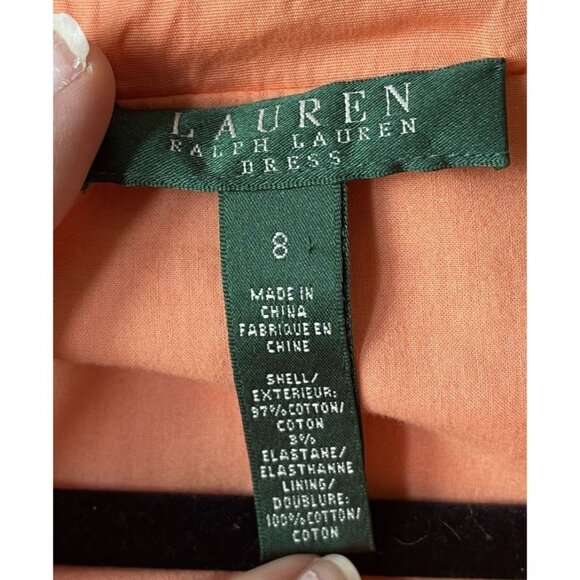 LAUREN
RALPH LAUREN
DRESS
8
MADE IN
CHINA
FABRIQUE EN
CHINE
SHELL/
EXTERIEUR:
97% COTTON/
COTON
3%
ELASTANE/
ELASTHANNE
LINING/
DOUBLURE:
100% COTTON/
COTON